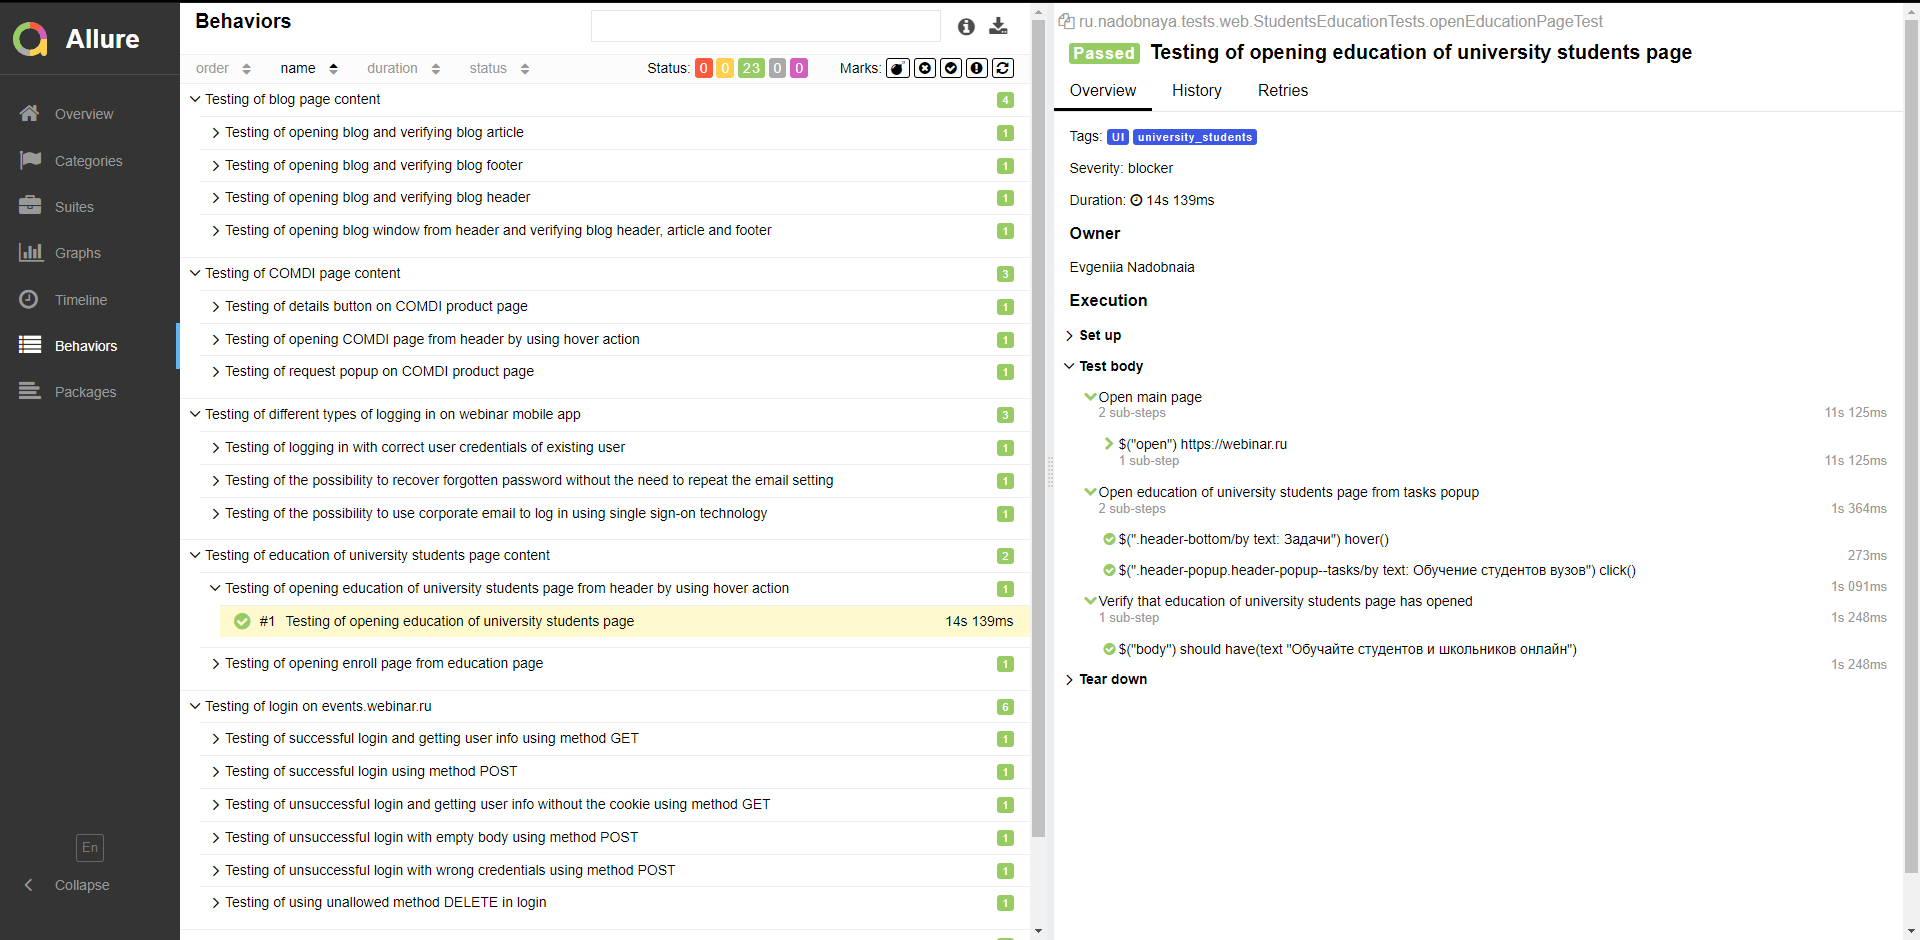 Allure
Overview
Categories
Suites
Graphs
Timeline
Behaviors
Packages
En
Collapse
Behaviors
order name duration status Status: 0 0 23 0 0 Marks:
Testing of blog page content 4
Testing of opening blog and verifying blog article 1
Testing of opening blog and verifying blog footer 1
Testing of opening blog and verifying blog header 1
Testing of opening blog window from header and verifying blog header, article and footer 1
Testing of COMDI page content 3
Testing of details button on COMDI product page 1
Testing of opening COMDI page from header by using hover action 1
Testing of request popup on COMDI product page 1
Testing of different types of logging in on webinar mobile app 3
Testing of logging in with correct user credentials of existing user 1
Testing of the possibility to recover forgotten password without the need to repeat the email setting 1
Testing of the possibility to use corporate email to log in using single sign-on technology 1
Testing of education of university students page content 2
Testing of opening education of university students page from header by using hover action 1
#1 Testing of opening education of university students page 14s 139ms
Testing of opening enroll page from education page 1
Testing of login on events.webinar.ru 6
Testing of successful login and getting user info using method GET 1
Testing of successful login using method POST 1
Testing of unsuccessful login and getting user info without the cookie using method GET 1
Testing of unsuccessful login with empty body using method POST 1
Testing of unsuccessful login with wrong credentials using method POST 1
Testing of using unallowed method DELETE in login 1
ru.nadobnaya.tests.web.StudentsEducationTests.openEducationPageTest
Passed Testing of opening education of university students page
Overview History Retries
Tags: UI university_students
Severity: blocker
Duration: 14s 139ms
Owner
Evgeniia Nadobnaia
Execution
Set up
Test body
Open main page
2 sub-steps 11s 125ms
$("open") https://webinar.ru
1 sub-step 11s 125ms
Open education of university students page from tasks popup
2 sub-steps 1s 364ms
$(".header-bottom/by text: Задачи") hover()
273ms
$(".header-popup.header-popup--tasks/by text: Обучение студентов вузов") click()
1s 091ms
Verify that education of university students page has opened
1 sub-step 1s 248ms
$("body") should have(text "Обучайте студентов и школьников онлайн")
1s 248ms
Tear down